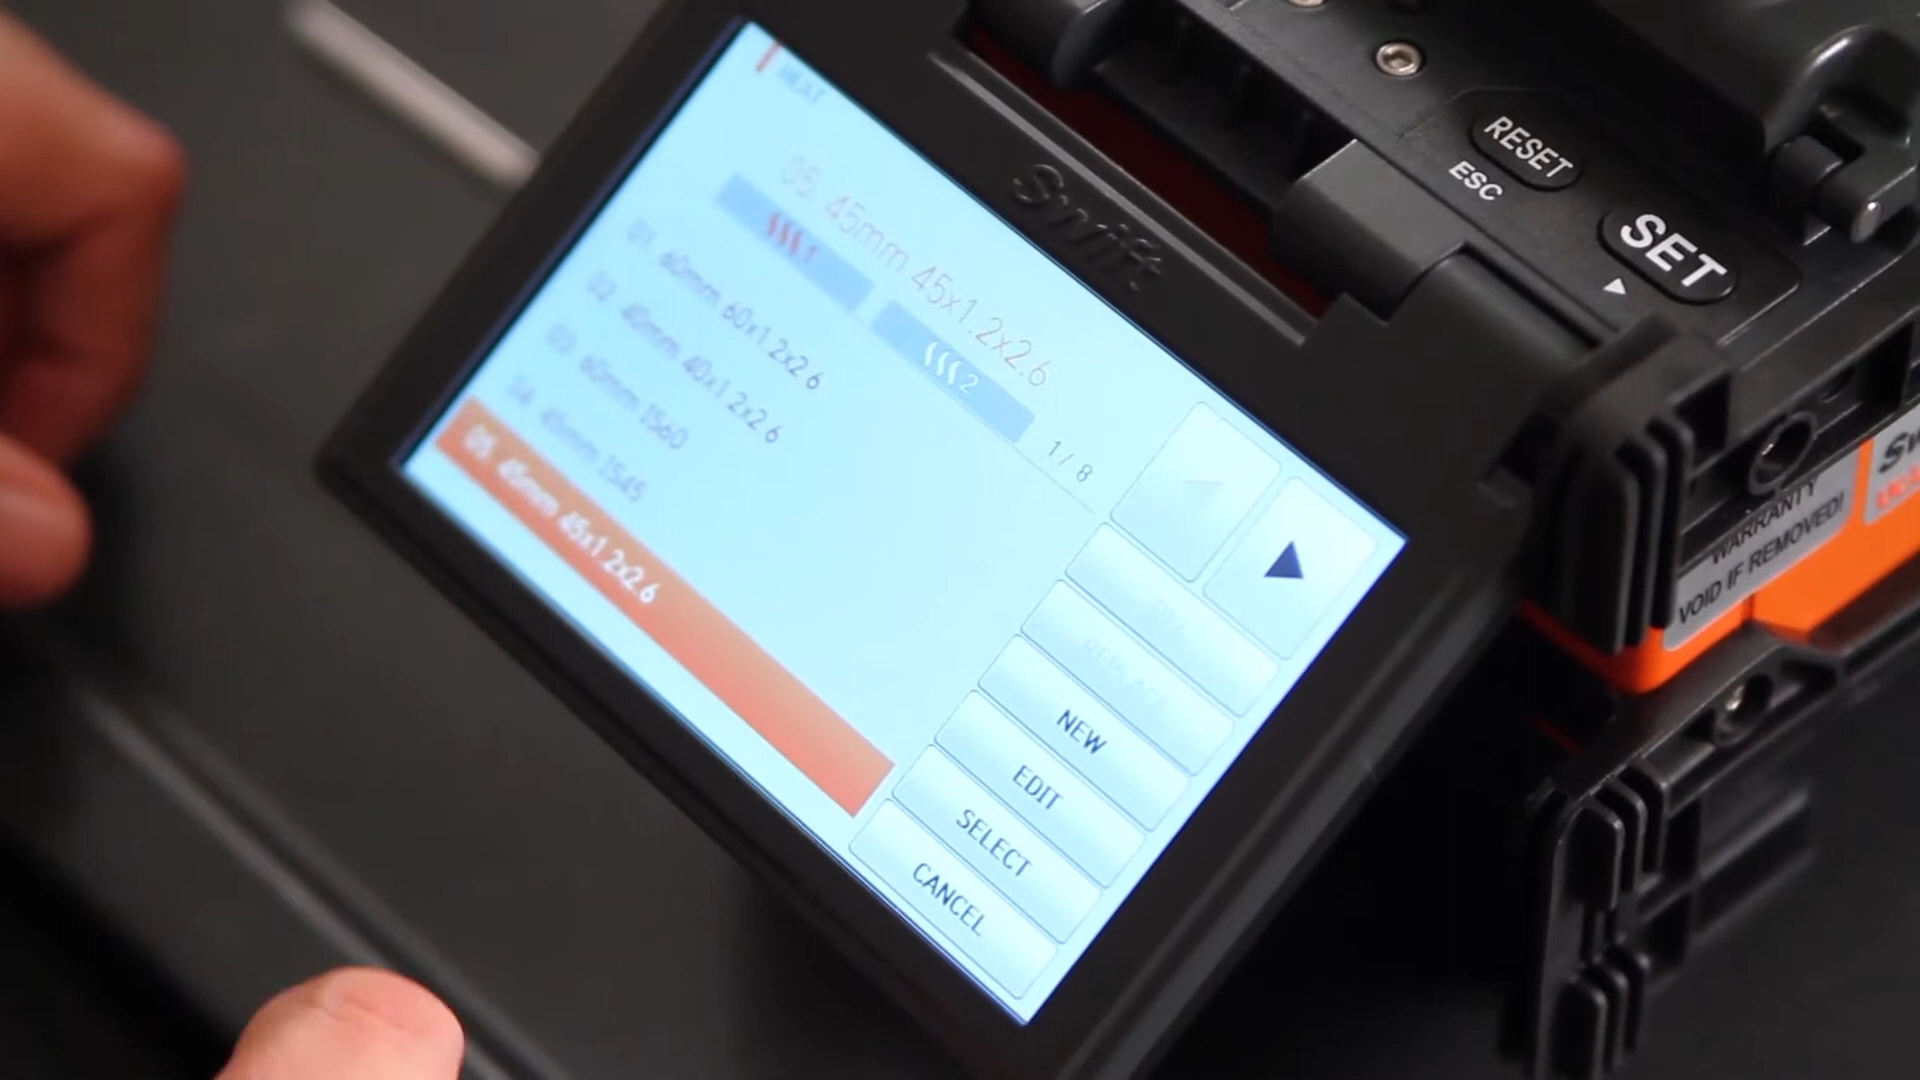 HEAT
05. 45mm 45x1.2x2.6
1
2
1 / 8
01. 60mm 60x1.2x2.6
02. 40mm 40x1.2x2.6
03. 60mm IS60
04. 45mm IS45
05. 45mm 45x1.2x2.6
NEW
EDIT
SELECT
CANCEL
Swift
RESET
ESC
SET
WARRANTY
VOID IF REMOVED!